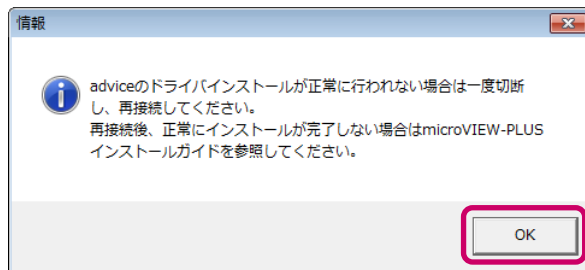 情報
adviceのドライバインストールが正常に行われない場合は一度切断
し、再接続してください。
再接続後、正常にインストールが完了しない場合はmicroVIEW-PLUS
インストールガイドを参照してください。
OK